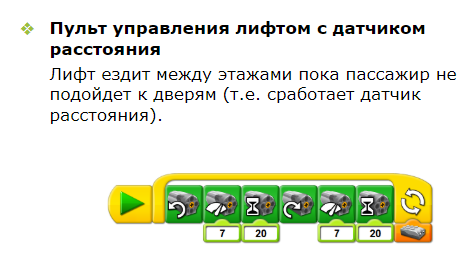 Пульт управления лифтом с датчиком
расстояния
Лифт ездит между этажами пока пассажир не
подойдет к дверям (т.е. сработает датчик
расстояния).
7 20 7 20